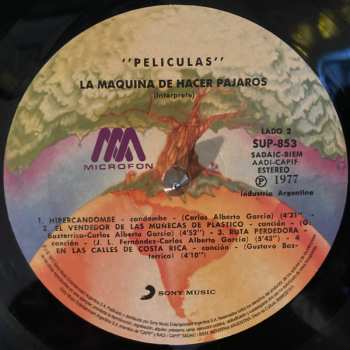 "PELICULAS"
LA MAQUINA DE HACER PAJAROS
(Intérprete)
MICROFON
LADO 2
SUP-853
SADAIC-BIEM
AADI-CAPIF
ESTEREO
Ⓟ 1977
Industria Argentina
1. HIPERCANDOMBE - candombe - (Carlos Alberto García) (4'31")
2. EL VENDEDOR DE LAS MUÑECAS DE PLASTICO - canción - (G.
Bazterrica-Carlos Alberto García) (4'52") - 3. RUTA PERDEDORA -
canción - (J. L. Fernández-Carlos Alberto García) (5'43") - 4
EN LAS CALLES DE COSTA RICA - canción - (Gustavo Baz-
terrica) (4'10")
SONY MUSIC